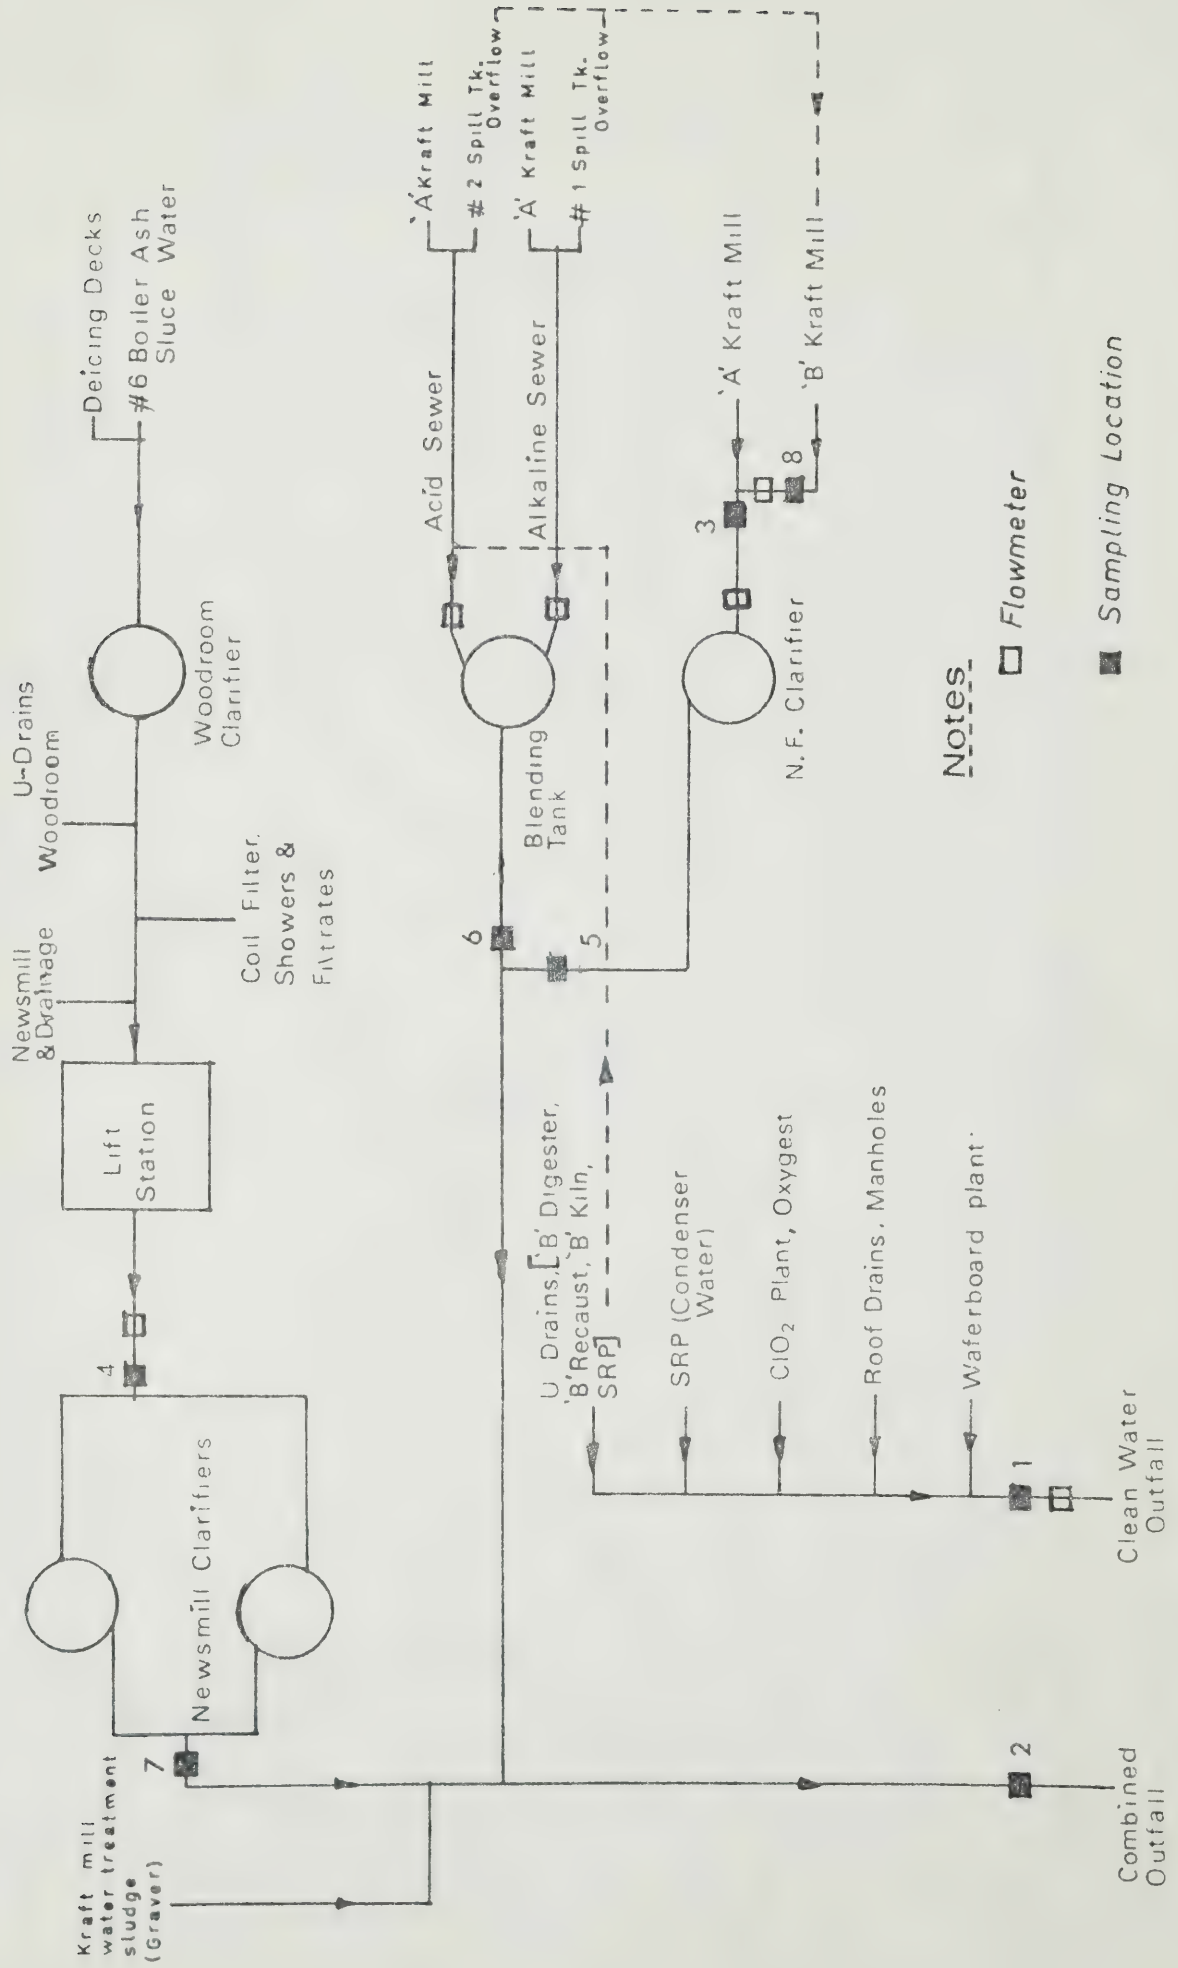 Kraft mill
water treatment
sludge
(Graver)
7
Newsmill Clarifiers
4
Lift
Station
Newsmill
& Drainage
U-Drains
Woodroom
Coil Filter.
Showers &
Filtrates
Woodroom
Clarifier
Deicing Decks
#6 Boiler Ash
Sluce Water
'A' Kraft Mill
# 2 Spill Tk.
Overflow
'A' Kraft Mill
# 1 Spill Tk.
Overflow
Acid Sewer
Alkaline Sewer
Blending
Tank
6
5
3
8
'A' Kraft Mill
'B' Kraft Mill
N.F. Clarifier
U Drains, ['B' Digester,
'B' Recaust, 'B' Kiln,
SRP]
SRP (Condenser
Water)
ClO₂ Plant, Oxygest
Roof Drains, Manholes
Waferboard plant
1
Clean Water
Outfall
2
Combined
Outfall
Notes
Flowmeter
Sampling Location